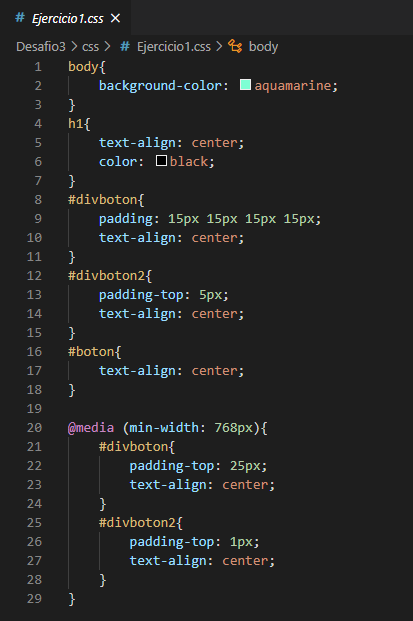 # Ejercicio1.css ×
Desafio3 > css > # Ejercicio1.css > body
1 body{
2     background-color: aquamarine;
3 }
4 h1{
5     text-align: center;
6     color: black;
7 }
8 #divboton{
9     padding: 15px 15px 15px 15px;
10     text-align: center;
11 }
12 #divboton2{
13     padding-top: 5px;
14     text-align: center;
15 }
16 #boton{
17     text-align: center;
18 }
19
20 @media (min-width: 768px){
21     #divboton{
22         padding-top: 25px;
23         text-align: center;
24     }
25     #divboton2{
26         padding-top: 1px;
27         text-align: center;
28     }
29 }